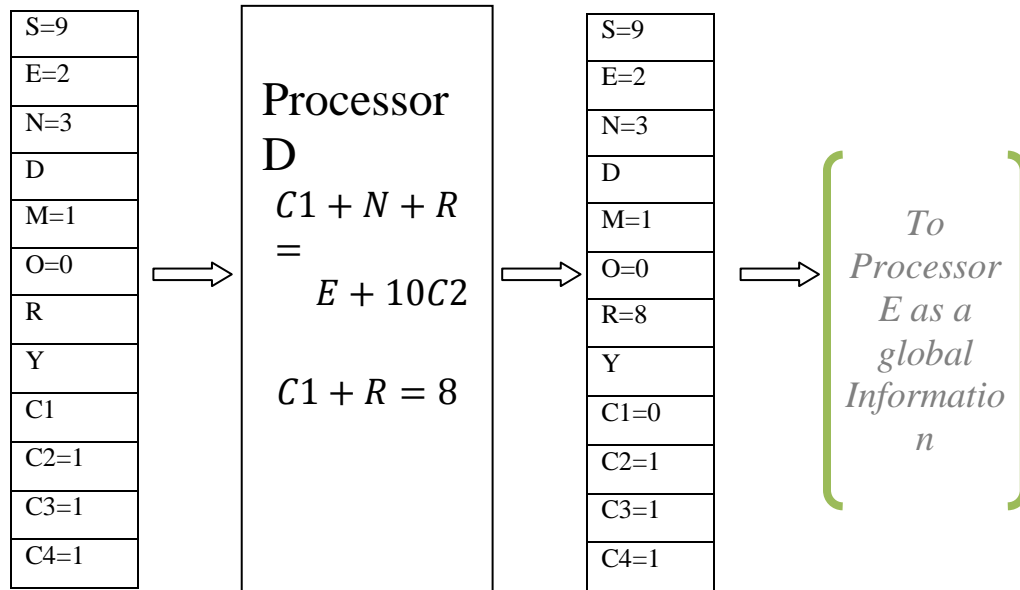 S=9
E=2
N=3
D
M=1
O=0
R
Y
C1
C2=1
C3=1
C4=1
Processor
D
C1 + N + R
=
E + 10C2
C1 + R = 8
S=9
E=2
N=3
D
M=1
O=0
R=8
Y
C1=0
C2=1
C3=1
C4=1
To
Processor
E as a
global
Informatio
n